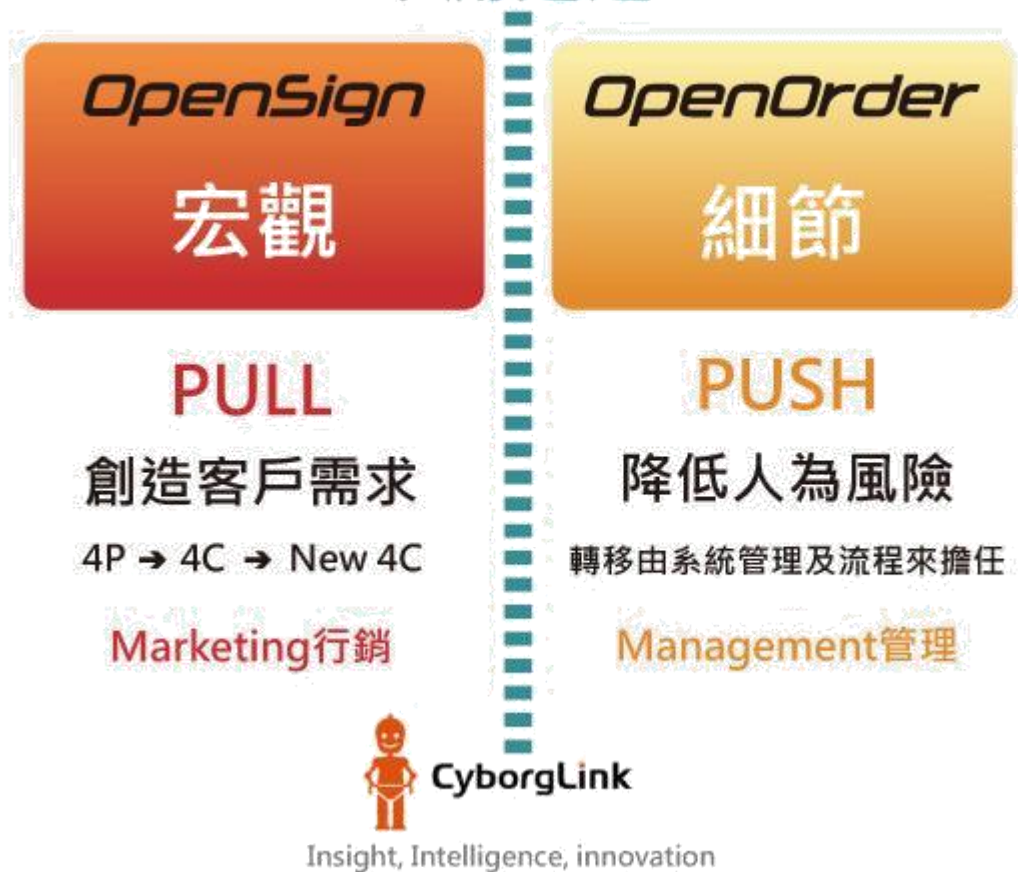 OpenSign
宏觀
PULL
創造客戶需求
4P → 4C → New 4C
Marketing行銷
OpenOrder
細節
PUSH
降低人為風險
轉移由系統管理及流程來擔任
Management管理
CyborgLink
Insight, Intelligence, innovation